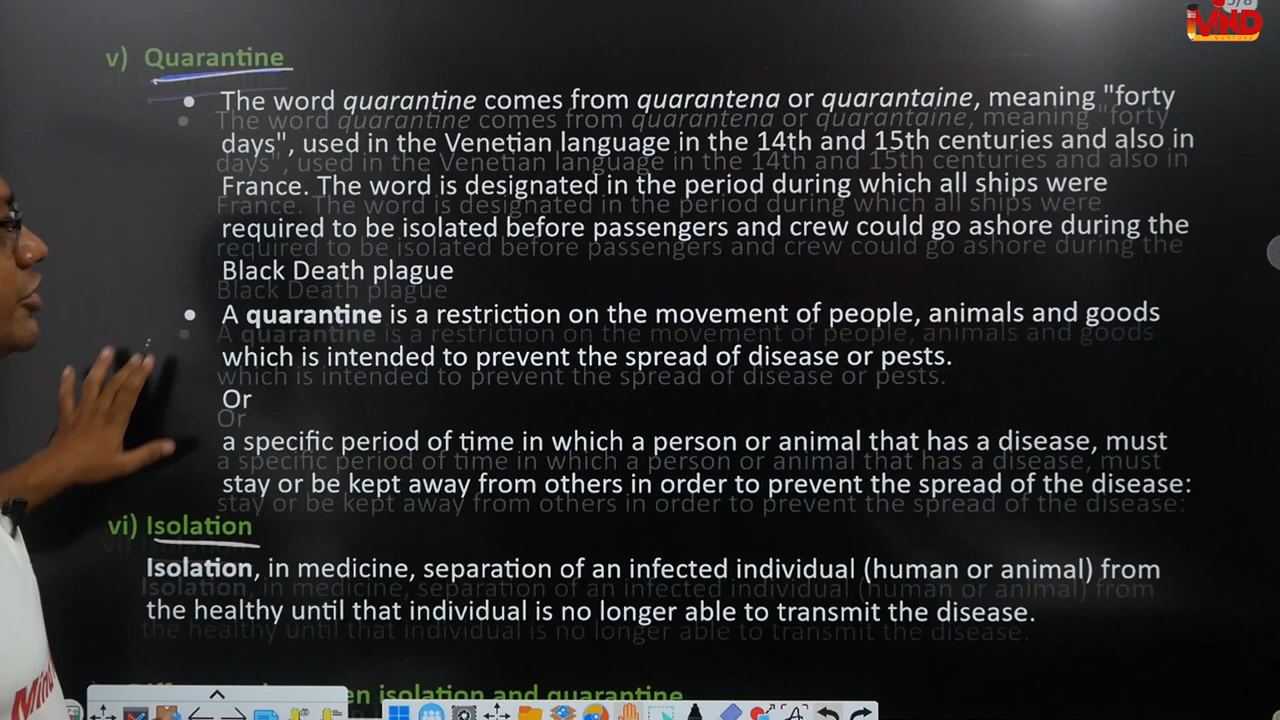 5/8
MND
NURTURE
v) Quarantine
• The word quarantine comes from quarantena or quarantaine, meaning "forty
days", used in the Venetian language in the 14th and 15th centuries and also in
France. The word is designated in the period during which all ships were
required to be isolated before passengers and crew could go ashore during the
Black Death plague
• A quarantine is a restriction on the movement of people, animals and goods
which is intended to prevent the spread of disease or pests.
Or
a specific period of time in which a person or animal that has a disease, must
stay or be kept away from others in order to prevent the spread of the disease:
vi) Isolation
Isolation, in medicine, separation of an infected individual (human or animal) from
the healthy until that individual is no longer able to transmit the disease.
en isolation and quarantine